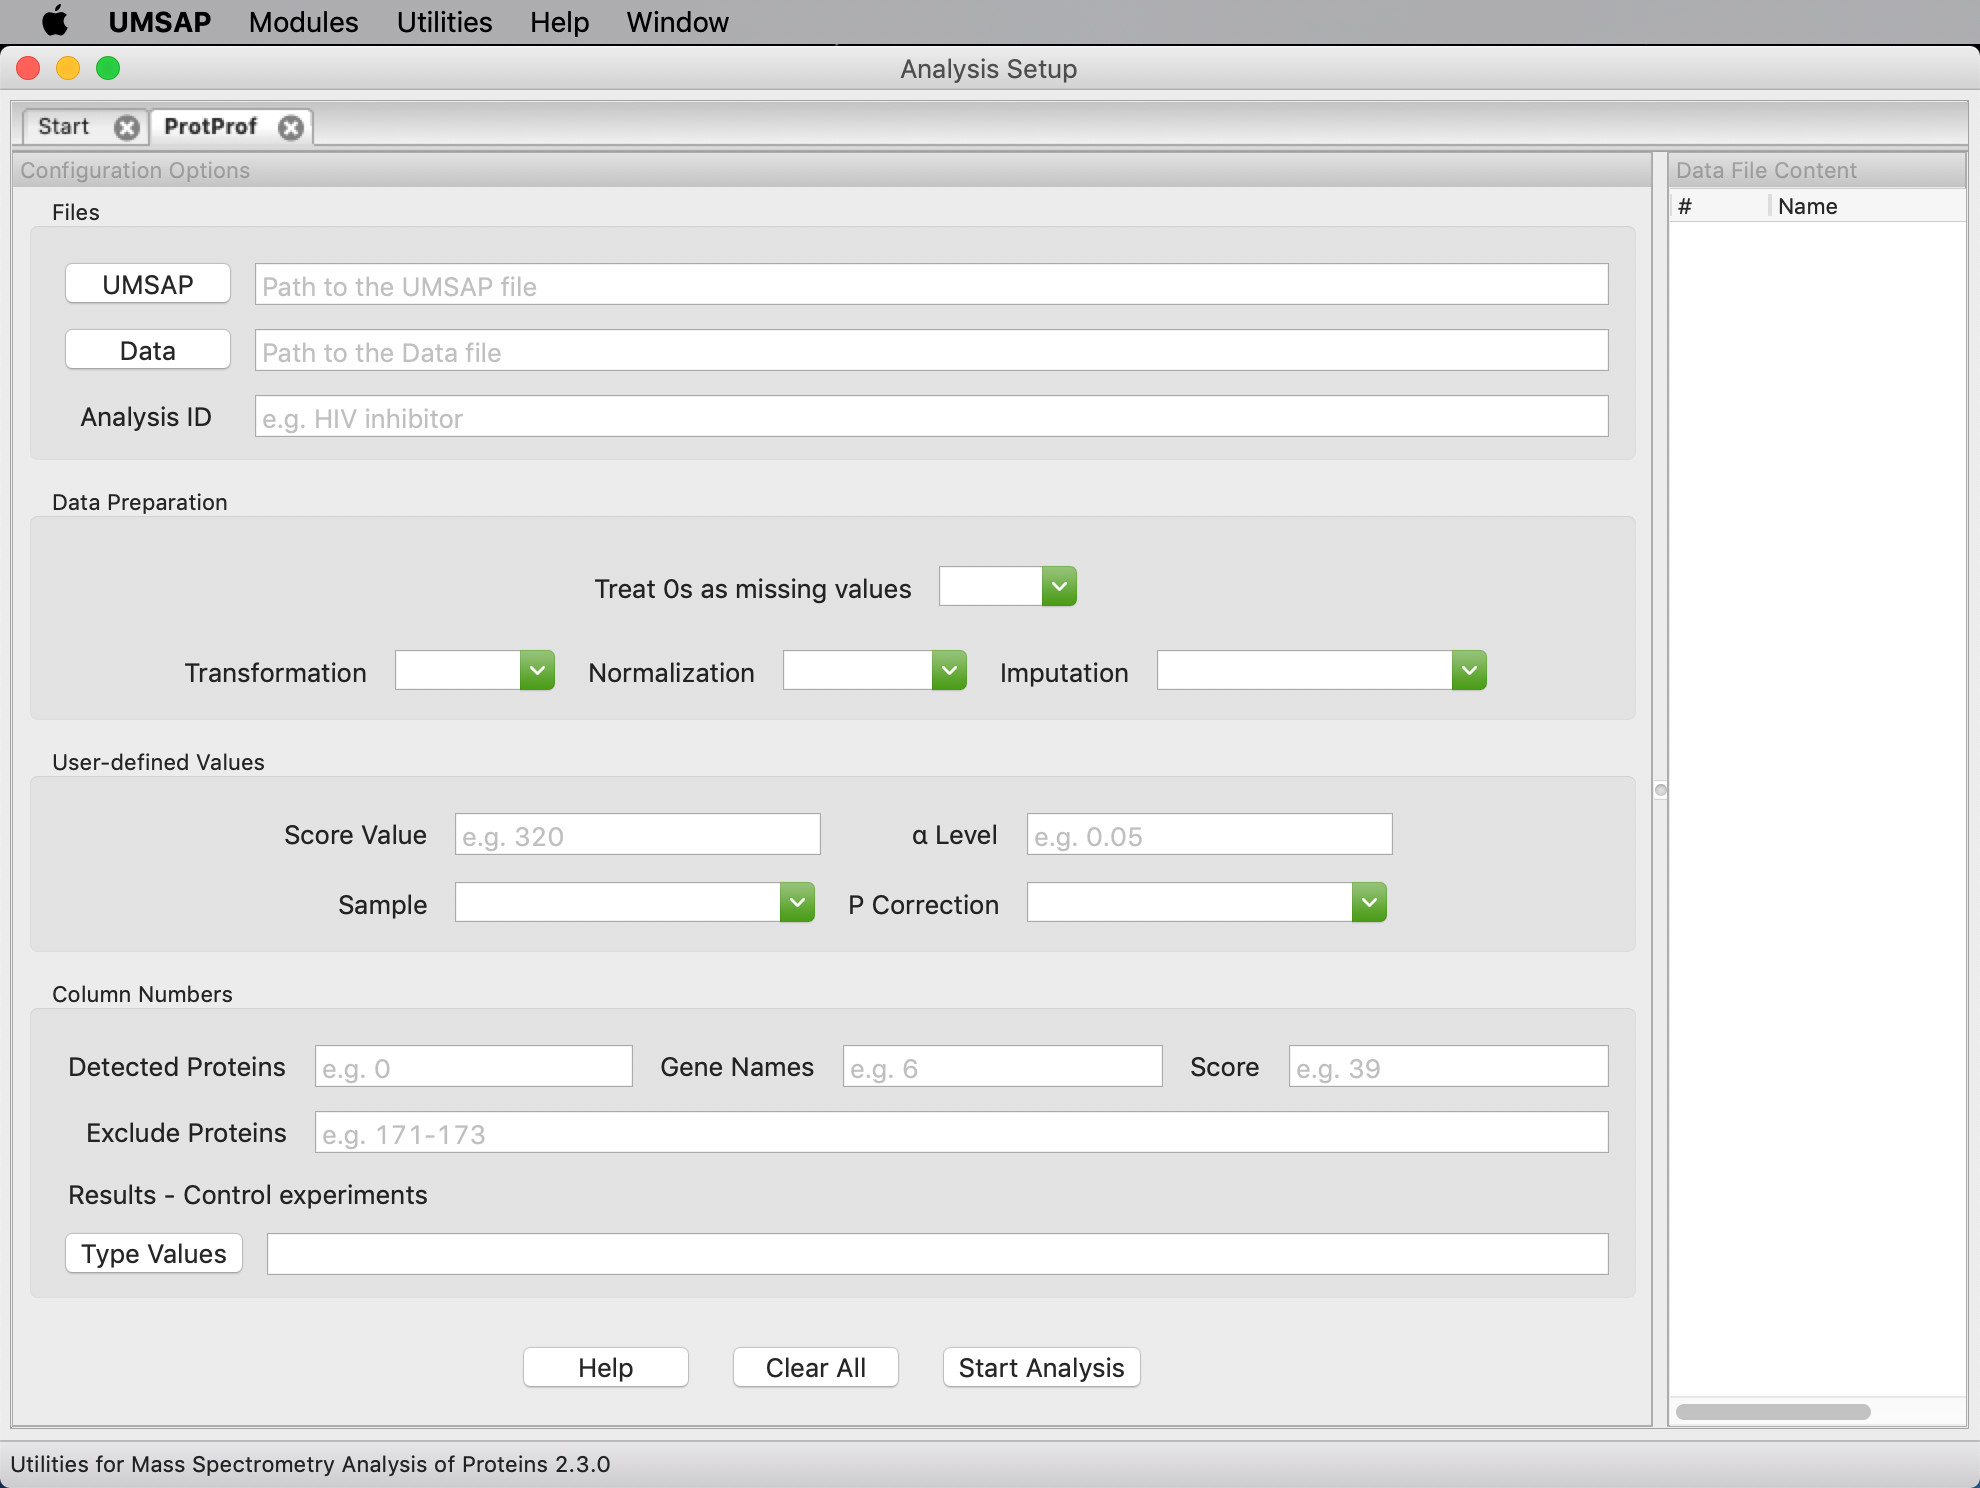 UMSAP Modules Utilities Help Window
Analysis Setup
Start ProtProf
Configuration Options
Data File Content
# Name
Files
UMSAP Path to the UMSAP file
Data Path to the Data file
Analysis ID e.g. HIV inhibitor
Data Preparation
Treat 0s as missing values
Transformation Normalization Imputation
User-defined Values
Score Value e.g. 320 α Level e.g. 0.05
Sample P Correction
Column Numbers
Detected Proteins e.g. 0 Gene Names e.g. 6 Score e.g. 39
Exclude Proteins e.g. 171-173
Results - Control experiments
Type Values
Help Clear All Start Analysis
Utilities for Mass Spectrometry Analysis of Proteins 2.3.0